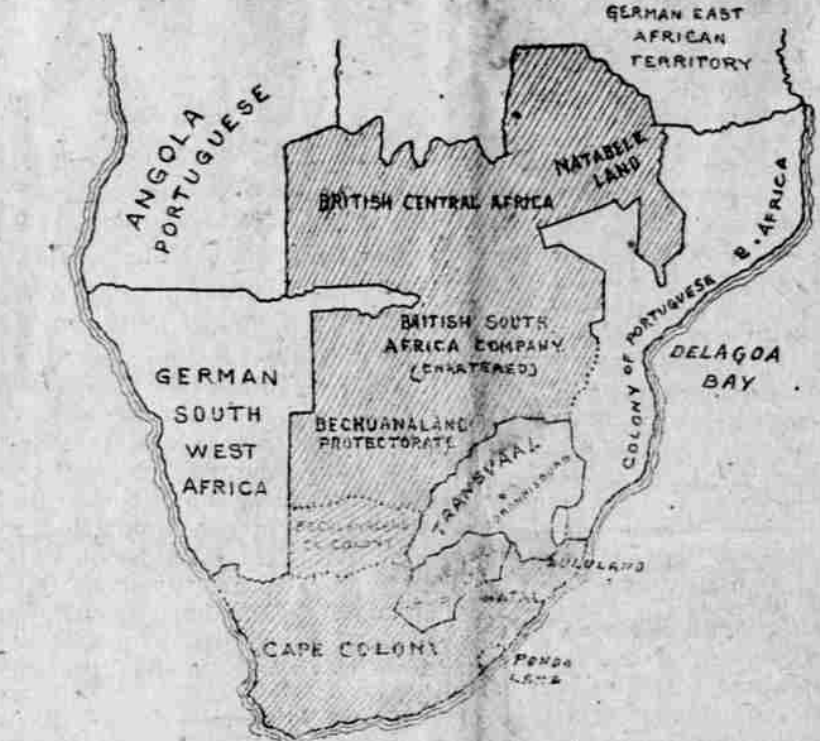 GERMAN EAST
AFRICAN
TERRITORY
ANGOLA
PORTUGUESE
NATABELE
LAND
BRITISH CENTRAL AFRICA
COLONY OF PORTUGUESE E. AFRICA
BRITISH SOUTH
AFRICA COMPANY
(CHARTERED)
DELAGOA
BAY
GERMAN
SOUTH
WEST
AFRICA
BECHUANALAND
PROTECTORATE
TRANSVAAL
COLONY
ZULULAND
NATAL
CAPE COLONY
PONDO
LAND